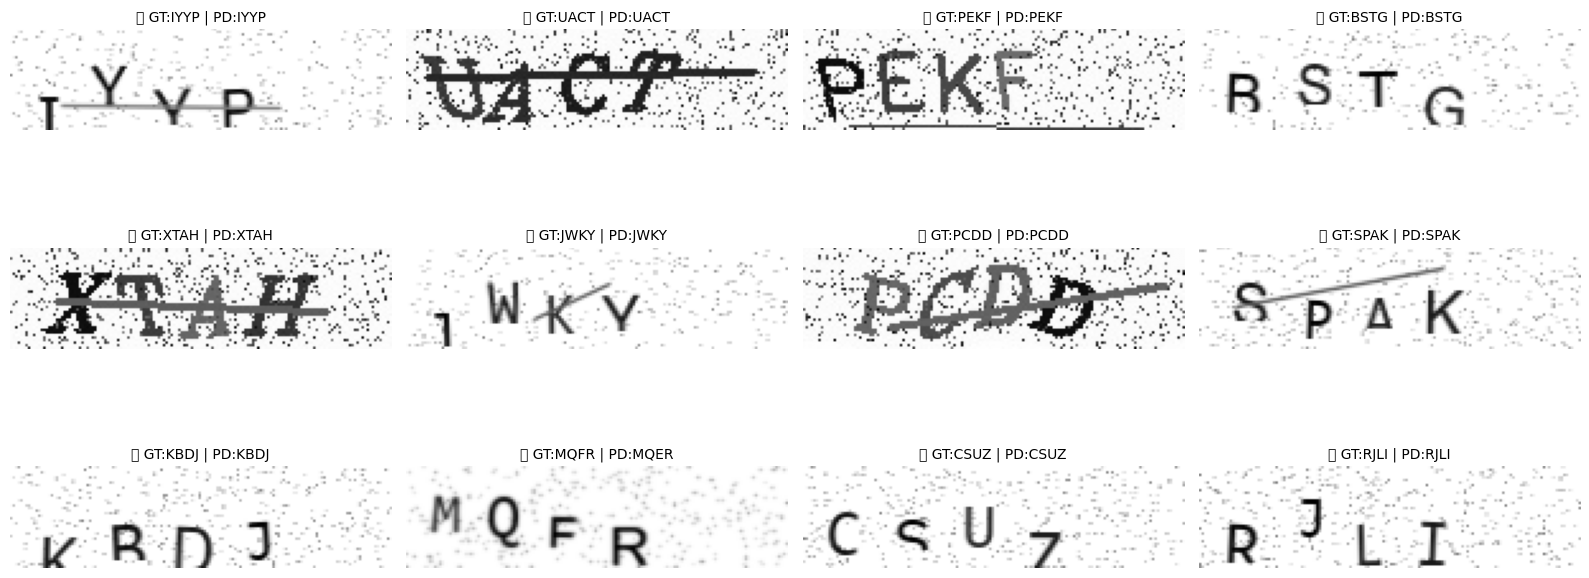 ▯ GT:IYYP | PD:IYYP
▯ GT:UACT | PD:UACT
▯ GT:PEKF | PD:PEKF
▯ GT:BSTG | PD:BSTG
IYYP
UACT
PEKF
BSTG
▯ GT:XTAH | PD:XTAH
▯ GT:JWKY | PD:JWKY
▯ GT:PCDD | PD:PCDD
▯ GT:SPAK | PD:SPAK
XTAH
JWKY
PCDD
SPAK
▯ GT:KBDJ | PD:KBDJ
▯ GT:MQFR | PD:MQER
▯ GT:CSUZ | PD:CSUZ
▯ GT:RJLI | PD:RJLI
KBDJ
MQFR
CSUZ
RJLI